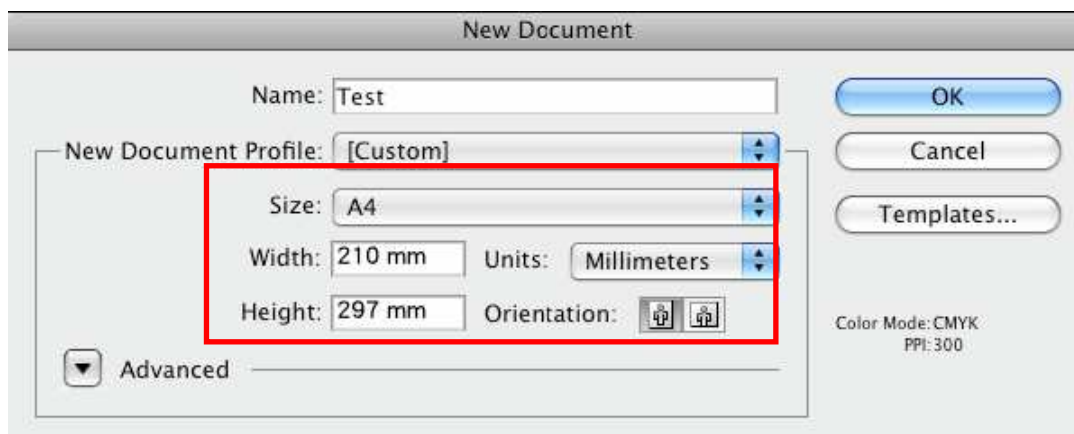 New Document
Name: Test
OK
New Document Profile: [Custom]
Cancel
Size: A4
Templates...
Width: 210 mm Units: Millimeters
Height: 297 mm Orientation:
Color Mode: CMYK
PPI: 300
Advanced